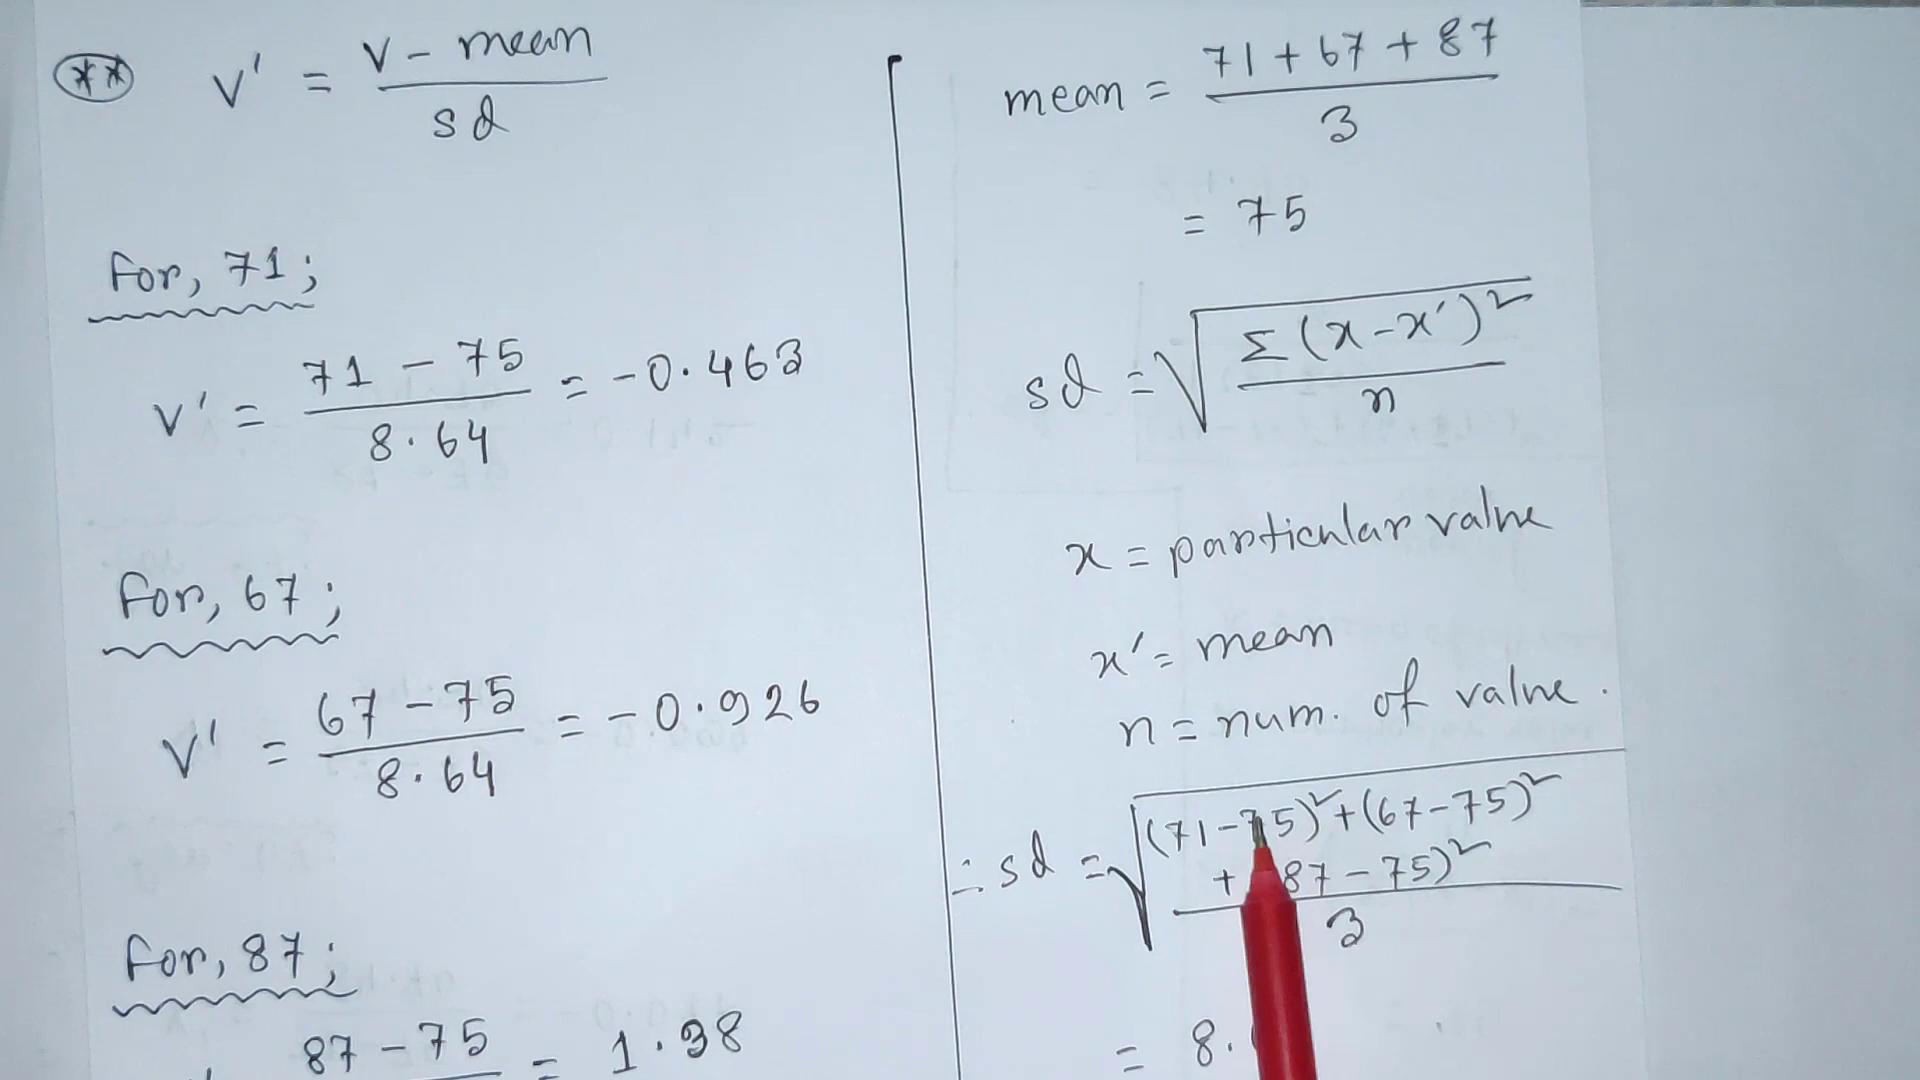 ** v' = v - mean / sd
for, 71;
v' = 71 - 75 / 8.64 = -0.463
for, 67;
v' = 67 - 75 / 8.64 = -0.926
for, 87;
87 - 75 = 1.38
mean = 71 + 67 + 87 / 3
= 75
sd = √ Σ (x - x')² / n
x = particular value
x' = mean
n = num. of value.
∴ sd = √ (71-75)² + (67-75)²
+ 87 - 75)² / 3
= 8.